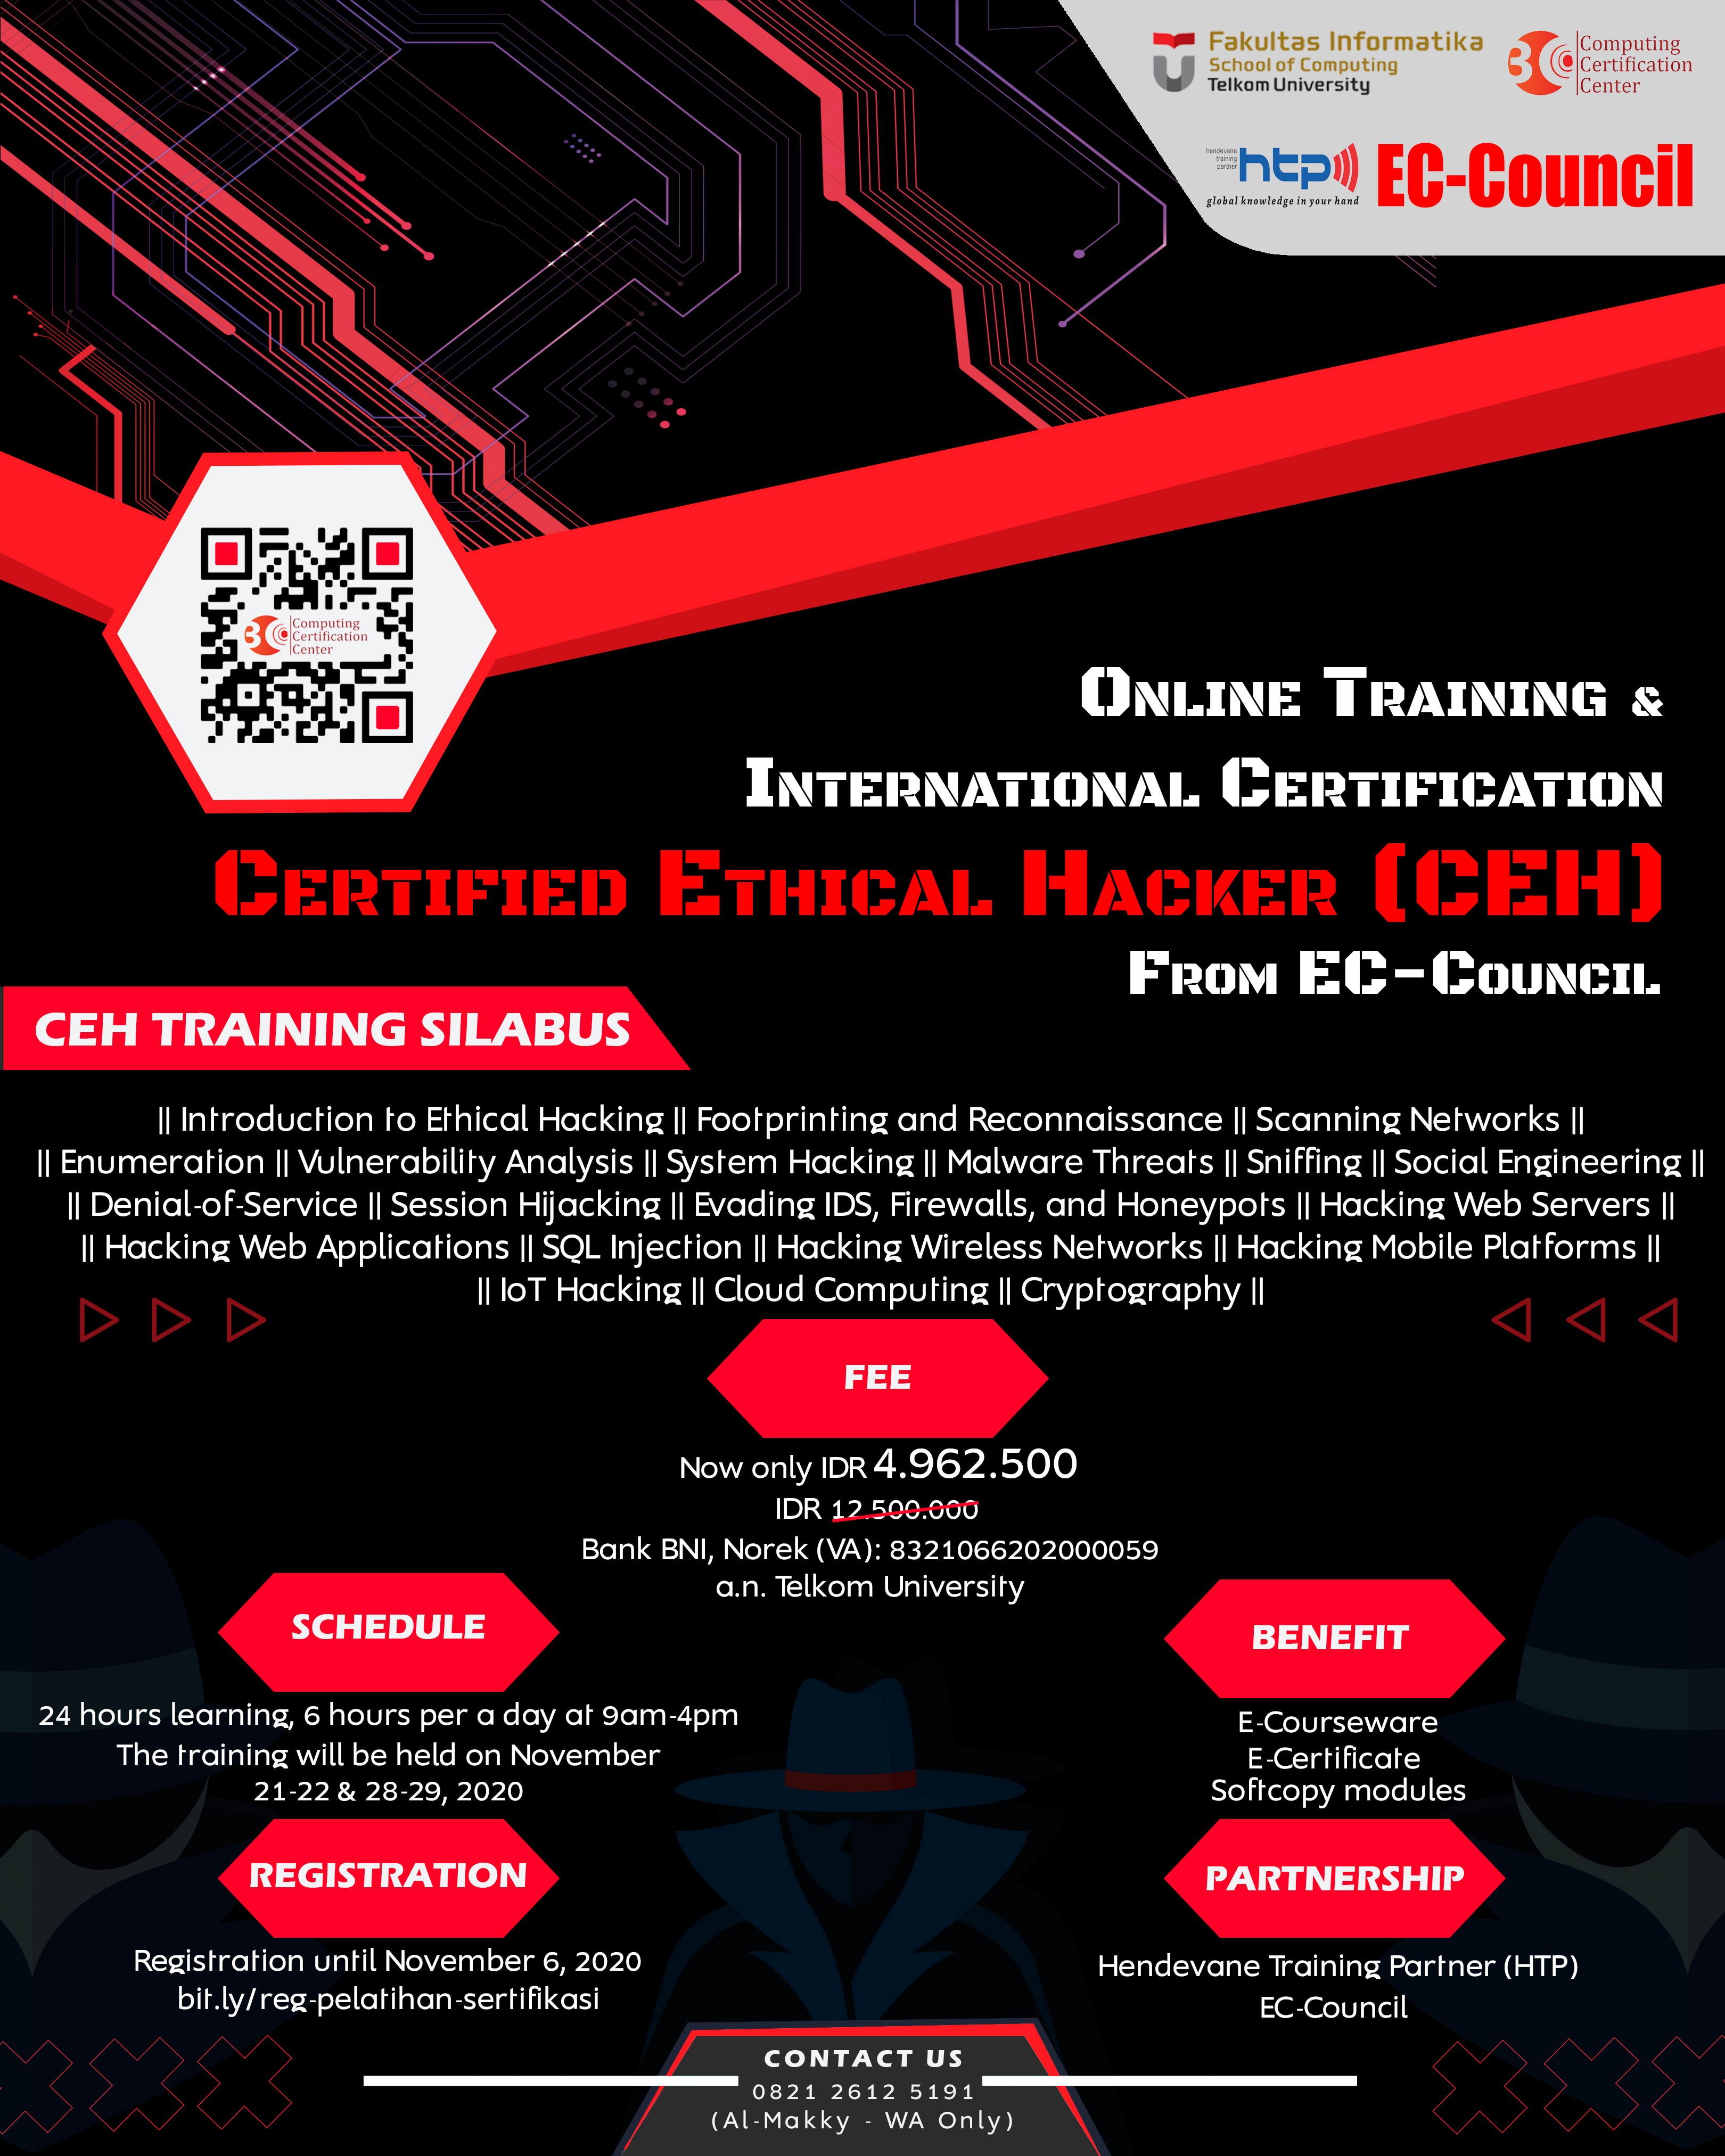 Fakultas Informatika
School of Computing
Telkom University
3C
Computing
Certification
Center
hendevane
training
partner
htp
global knowledge in your hand
EC-Council
3C
Computing
Certification
Center
Online Training &
International Certification
Certified Ethical Hacker (CEH)
From EC-Council
CEH TRAINING SILABUS
|| Introduction to Ethical Hacking || Footprinting and Reconnaissance || Scanning Networks ||
|| Enumeration || Vulnerability Analysis || System Hacking || Malware Threats || Sniffing || Social Engineering ||
|| Denial-of-Service || Session Hijacking || Evading IDS, Firewalls, and Honeypots || Hacking Web Servers ||
|| Hacking Web Applications || SQL Injection || Hacking Wireless Networks || Hacking Mobile Platforms ||
|| IoT Hacking || Cloud Computing || Cryptography ||
FEE
Now only IDR 4.962.500
IDR 12.500.000
Bank BNI, Norek (VA): 8321066202000059
a.n. Telkom University
SCHEDULE
24 hours learning, 6 hours per a day at 9am-4pm
The training will be held on November
21-22 & 28-29, 2020
BENEFIT
E-Courseware
E-Certificate
Softcopy modules
REGISTRATION
Registration until November 6, 2020
bit.ly/reg-pelatihan-sertifikasi
PARTNERSHIP
Hendevane Training Partner (HTP)
EC-Council
CONTACT US
0821 2612 5191
(Al-Makky - WA Only)